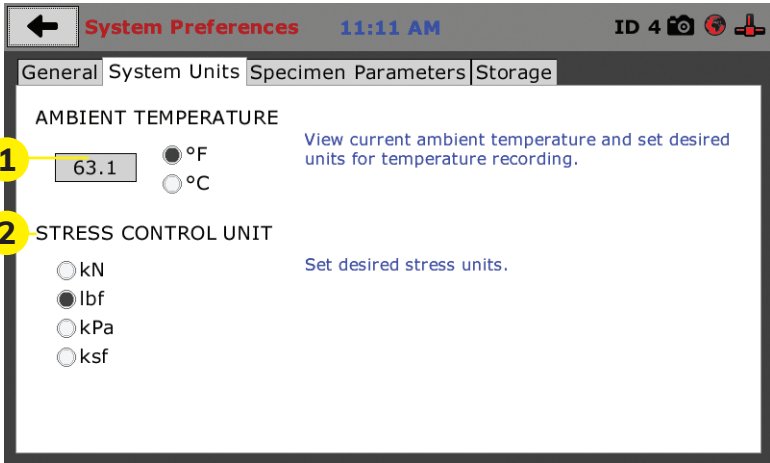 System Preferences 11:11 AM ID 4
General System Units Specimen Parameters Storage
AMBIENT TEMPERATURE
1
63.1
°F
°C
View current ambient temperature and set desired
units for temperature recording.
2
STRESS CONTROL UNIT
kN
lbf
kPa
ksf
Set desired stress units.